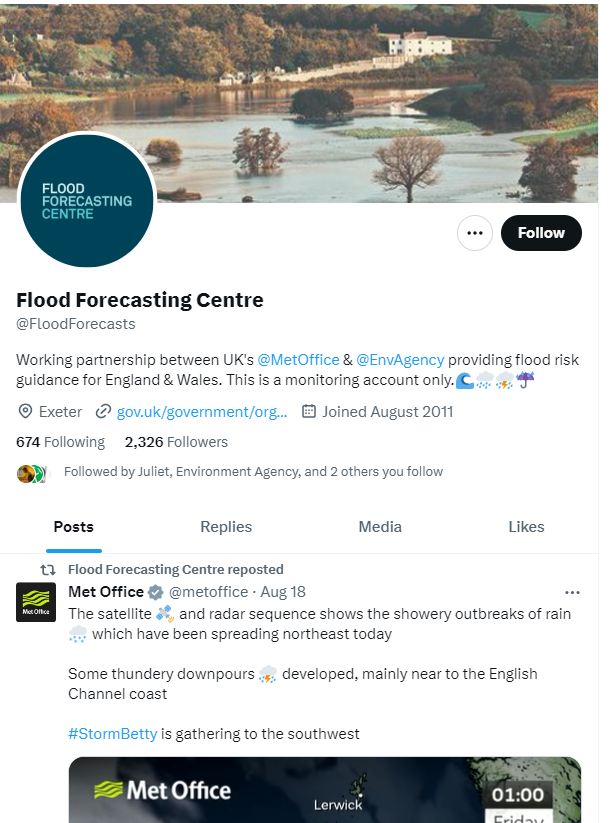 FLOOD
FORECASTING
CENTRE
Follow
Flood Forecasting Centre
@FloodForecasts
Working partnership between UK's @MetOffice & @EnvAgency providing flood risk
guidance for England & Wales. This is a monitoring account only.🌊🌧️⛈️☔
Exeter gov.uk/government/org... Joined August 2011
674 Following 2,326 Followers
Followed by Juliet, Environment Agency, and 2 others you follow
Posts Replies Media Likes
Flood Forecasting Centre reposted
Met Office @metoffice · Aug 18
The satellite 🛰️ and radar sequence shows the showery outbreaks of rain
🌧️ which have been spreading northeast today
Some thundery downpours ⛈️ developed, mainly near to the English
Channel coast
#StormBetty is gathering to the southwest
Met Office
Lerwick
01:00
Friday